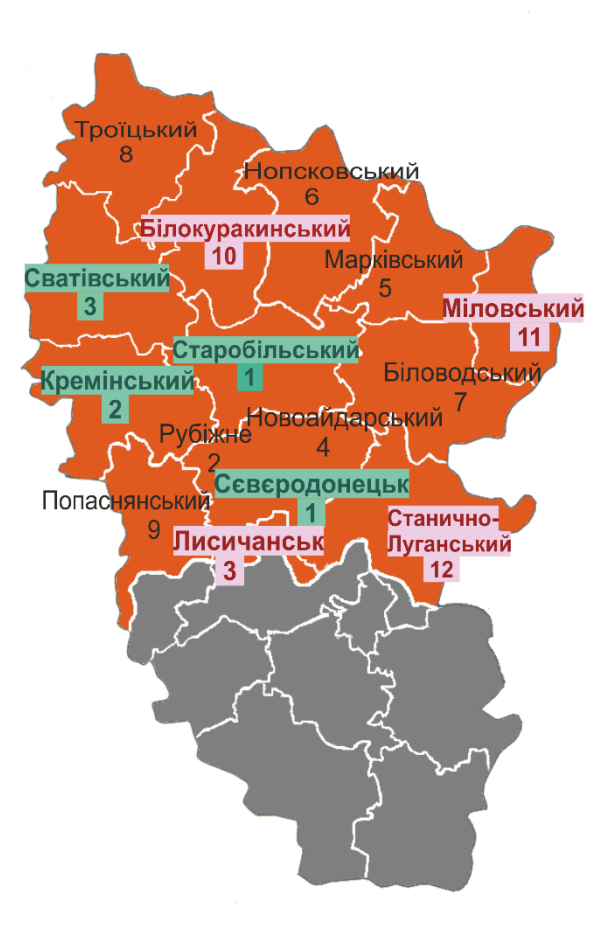 Троїцький
8
Нопсковський
6
Білокуракинський
10
Марківський
5
Сватівський
3
Міловський
11
Старобільський
1
Кремінський
2
Біловодський
7
Новоайдарський
4
Рубіжне
2
Сєвєродонецьк
1
Попаснянський
9
Станично-
Луганський
12
Лисичанськ
3